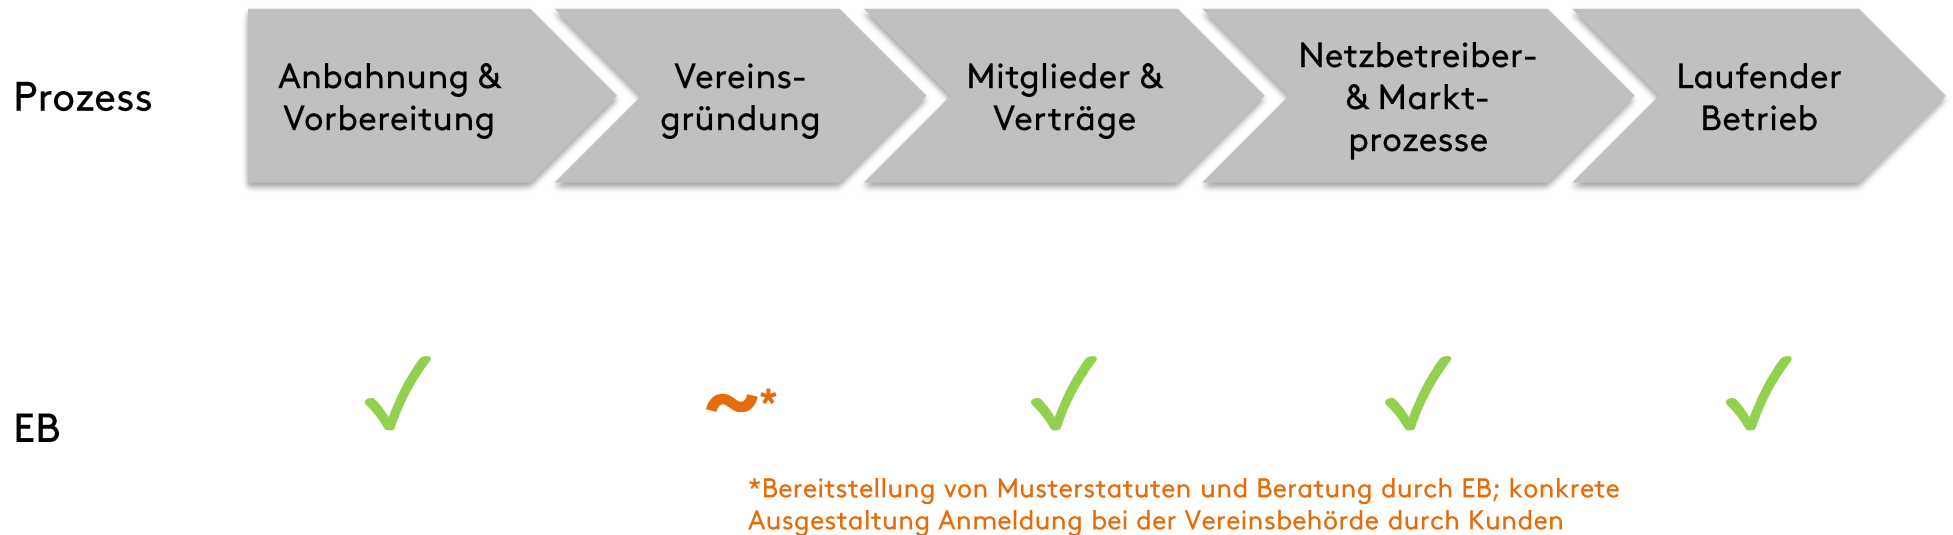 Prozess
Anbahnung &
Vorbereitung
Vereins-
gründung
Mitglieder &
Verträge
Netzbetreiber-
& Markt-
prozesse
Laufender
Betrieb
EB
~*
*Bereitstellung von Musterstatuten und Beratung durch EB; konkrete
Ausgestaltung Anmeldung bei der Vereinsbehörde durch Kunden